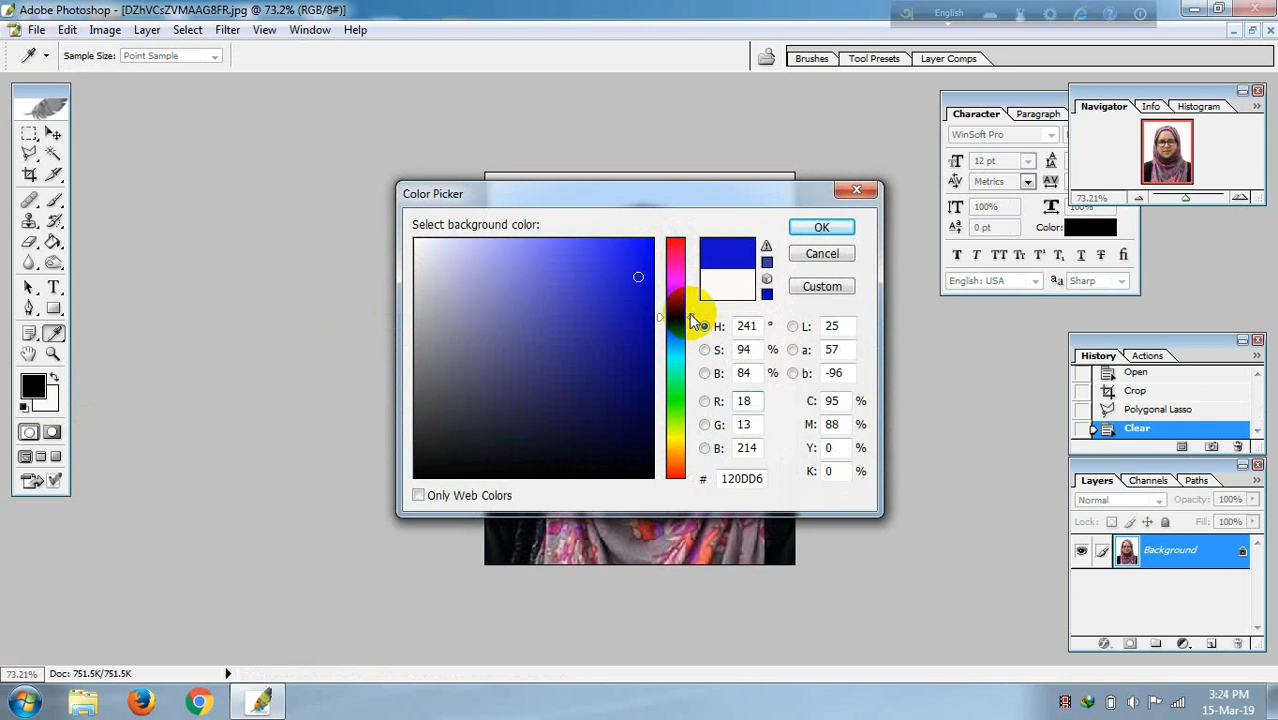 Adobe Photoshop - [DZhVCsZVMAAG8FR.jpg @ 73.2% (RGB/8#)]
English
File Edit Image Layer Select Filter View Window Help
Sample Size: Point Sample
Brushes Tool Presets Layer Comps
Character Paragraph
WinSoft Pro
12 pt
Metrics
100% 100%
0 pt Color:
English: USA Sharp
Navigator Info Histogram
73.21%
Color Picker
Select background color:
OK
Cancel
Custom
H: 241 ° L: 25
S: 94 % a: 57
B: 84 % b: -96
R: 18 C: 95 %
G: 13 M: 88 %
B: 214 Y: 0 %
# 120DD6 K: 0 %
Only Web Colors
History Actions
Open
Crop
Polygonal Lasso
Clear
Layers Channels Paths
Normal Opacity: 100%
Lock: Fill: 100%
Background
73.21% Doc: 751.5K/751.5K
3:24 PM
15-Mar-19